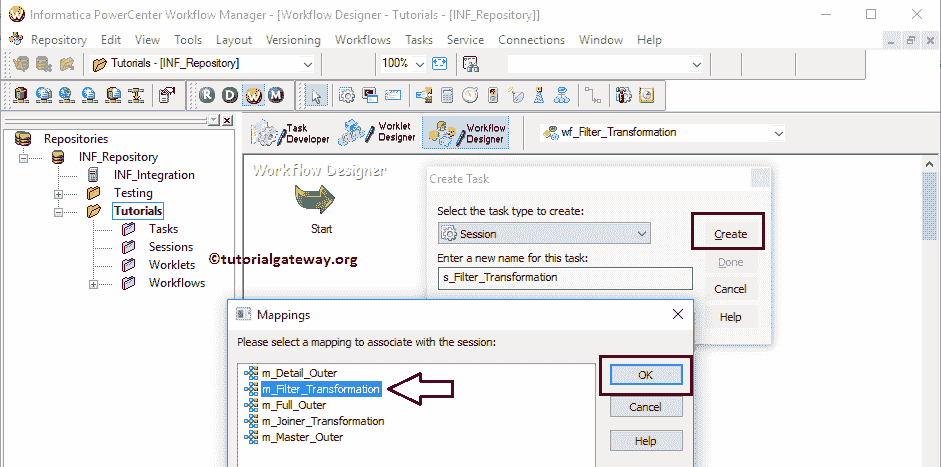 Informatica PowerCenter Workflow Manager - [Workflow Designer - Tutorials - [INF_Repository]]
Repository Edit View Tools Layout Versioning Workflows Tasks Service Connections Window Help
Tutorials - [INF_Repository]
100%
R D W M
Repositories
INF_Repository
INF_Integration
Testing
Tutorials
Tasks
Sessions
Worklets
Workflows
©tutorialgateway.org
Task Developer
Worklet Designer
Workflow Designer
wf_Filter_Transformation
Workflow Designer
Start
Create Task
Select the task type to create:
Session
Enter a new name for this task:
s_Filter_Transformation
Create
Done
Cancel
Help
Mappings
Please select a mapping to associate with the session:
m_Detail_Outer
m_Filter_Transformation
m_Full_Outer
m_Joiner_Transformation
m_Master_Outer
OK
Cancel
Help